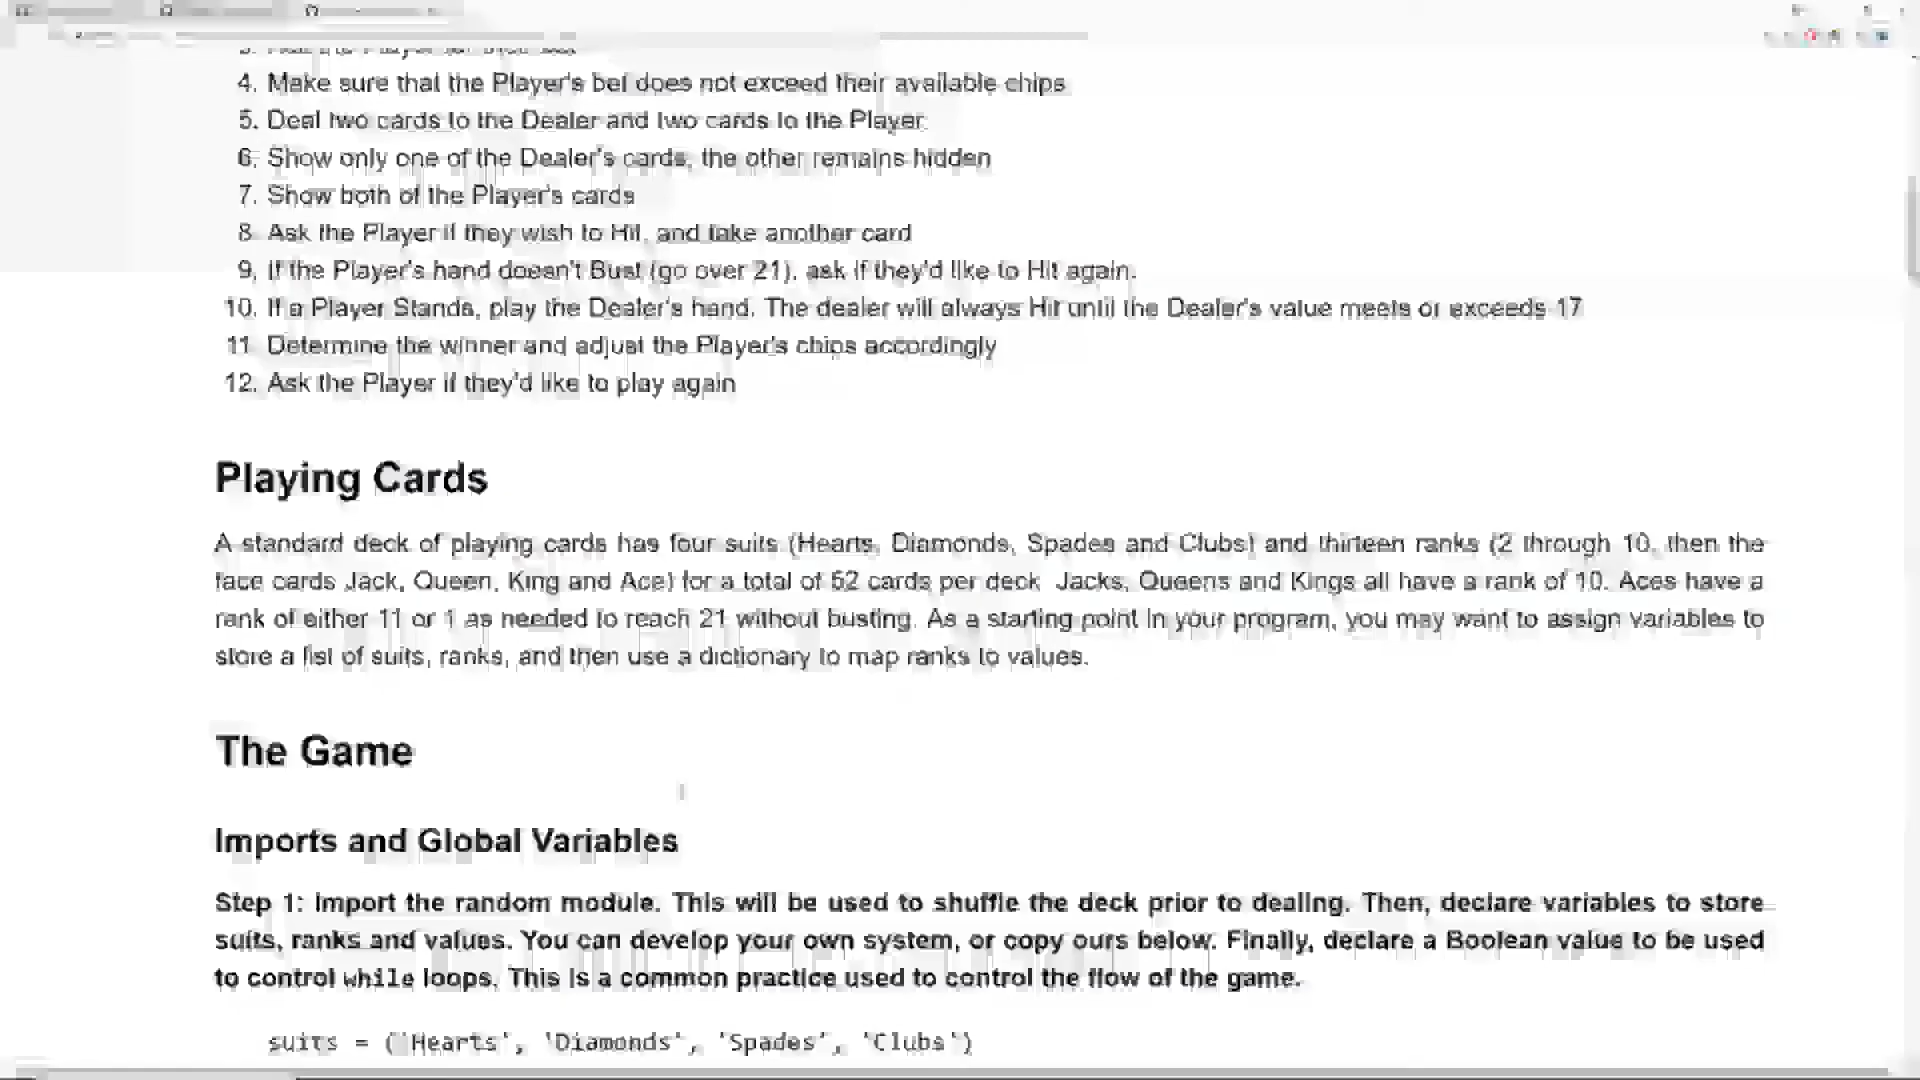 4. Make sure that the Player's bet does not exceed their available chips
5. Deal two cards to the Dealer and two cards to the Player
6. Show only one of the Dealer's cards, the other remains hidden
7. Show both of the Player's cards
8. Ask the Player if they wish to Hit, and take another card
9. If the Player's hand doesn't Bust (go over 21), ask if they'd like to Hit again.
10. If a Player Stands, play the Dealer's hand. The dealer will always Hit until the Dealer's value meets or exceeds 17
11. Determine the winner and adjust the Player's chips accordingly
12. Ask the Player if they'd like to play again
Playing Cards
A standard deck of playing cards has four suits (Hearts, Diamonds, Spades and Clubs) and thirteen ranks (2 through 10, then the
face cards Jack, Queen, King and Ace) for a total of 52 cards per deck. Jacks, Queens and Kings all have a rank of 10. Aces have a
rank of either 11 or 1 as needed to reach 21 without busting. As a starting point in your program, you may want to assign variables to
store a list of suits, ranks, and then use a dictionary to map ranks to values.
The Game
Imports and Global Variables
Step 1: Import the random module. This will be used to shuffle the deck prior to dealing. Then, declare variables to store
suits, ranks and values. You can develop your own system, or copy ours below. Finally, declare a Boolean value to be used
to control while loops. This is a common practice used to control the flow of the game.
suits = ('Hearts', 'Diamonds', 'Spades', 'Clubs')